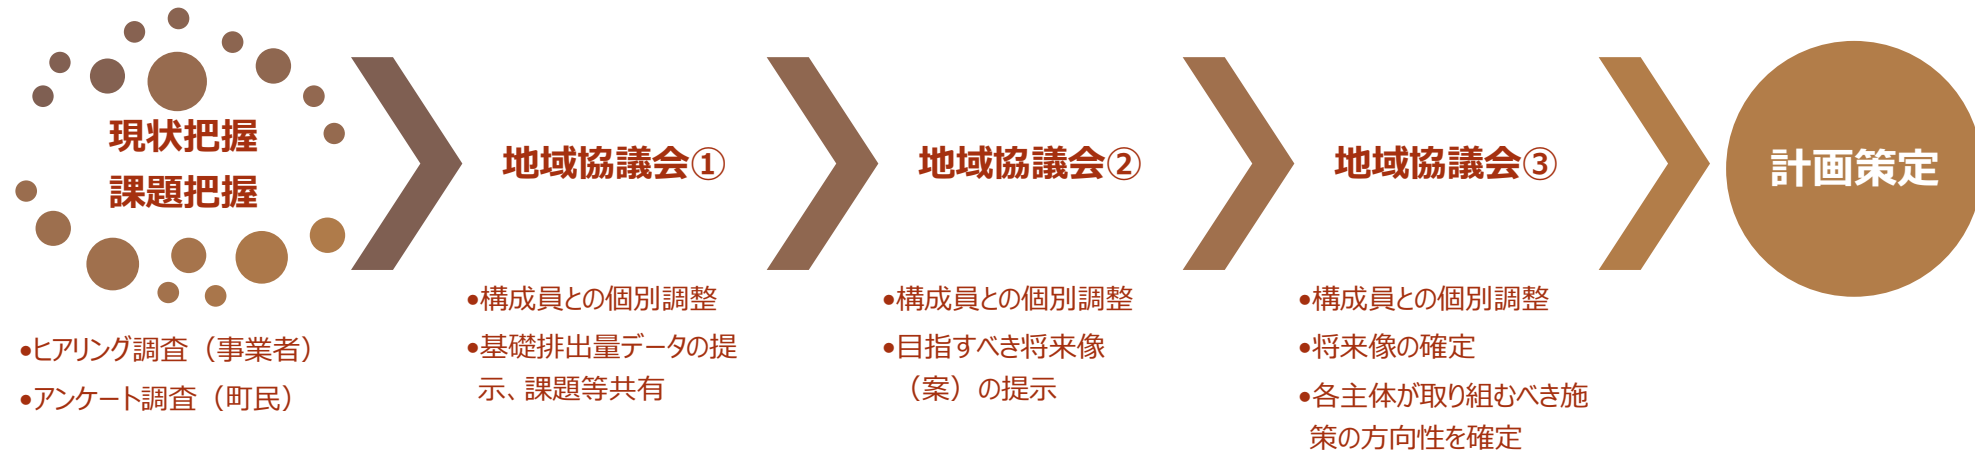 現状把握
課題把握
•ヒアリング調査（事業者）
•アンケート調査（町民）
地域協議会①
•構成員との個別調整
•基礎排出量データの提
示、課題等共有
地域協議会②
•構成員との個別調整
•目指すべき将来像
（案）の提示
地域協議会③
•構成員との個別調整
•将来像の確定
•各主体が取り組むべき施
策の方向性を確定
計画策定